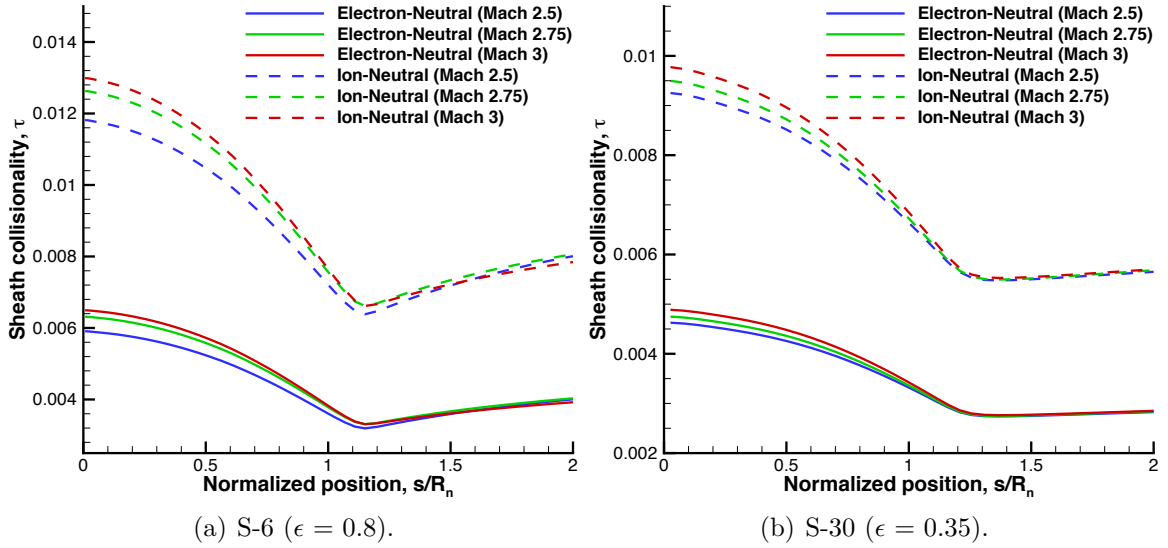 Electron-Neutral (Mach 2.5)
Electron-Neutral (Mach 2.75)
Electron-Neutral (Mach 3)
Ion-Neutral (Mach 2.5)
Ion-Neutral (Mach 2.75)
Ion-Neutral (Mach 3)
0.014
0.012
0.01
0.008
0.006
0.004
Sheath collisionality, τ
0 0.5 1 1.5 2
Normalized position, s/Rₙ
(a) S-6 (ϵ = 0.8).
Electron-Neutral (Mach 2.5)
Electron-Neutral (Mach 2.75)
Electron-Neutral (Mach 3)
Ion-Neutral (Mach 2.5)
Ion-Neutral (Mach 2.75)
Ion-Neutral (Mach 3)
0.01
0.008
0.006
0.004
0.002
Sheath collisionality, τ
0 0.5 1 1.5 2
Normalized position, s/Rₙ
(b) S-30 (ϵ = 0.35).